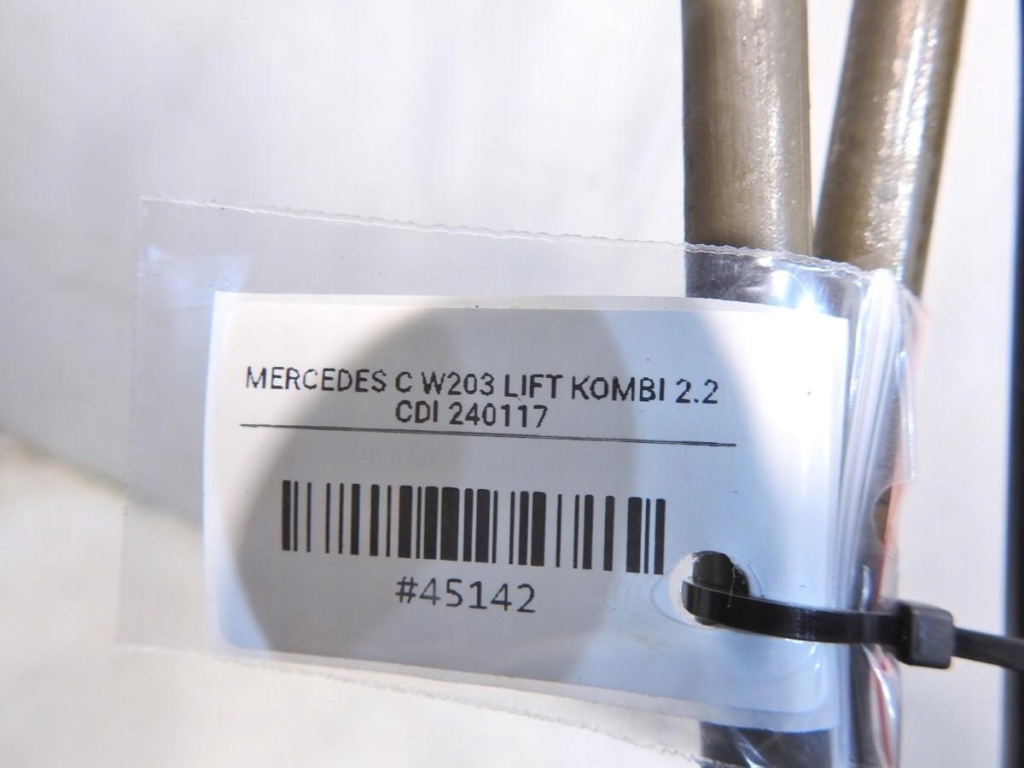 MERCEDES C W203 LIFT KOMBI 2.2
CDI 240117
#45142